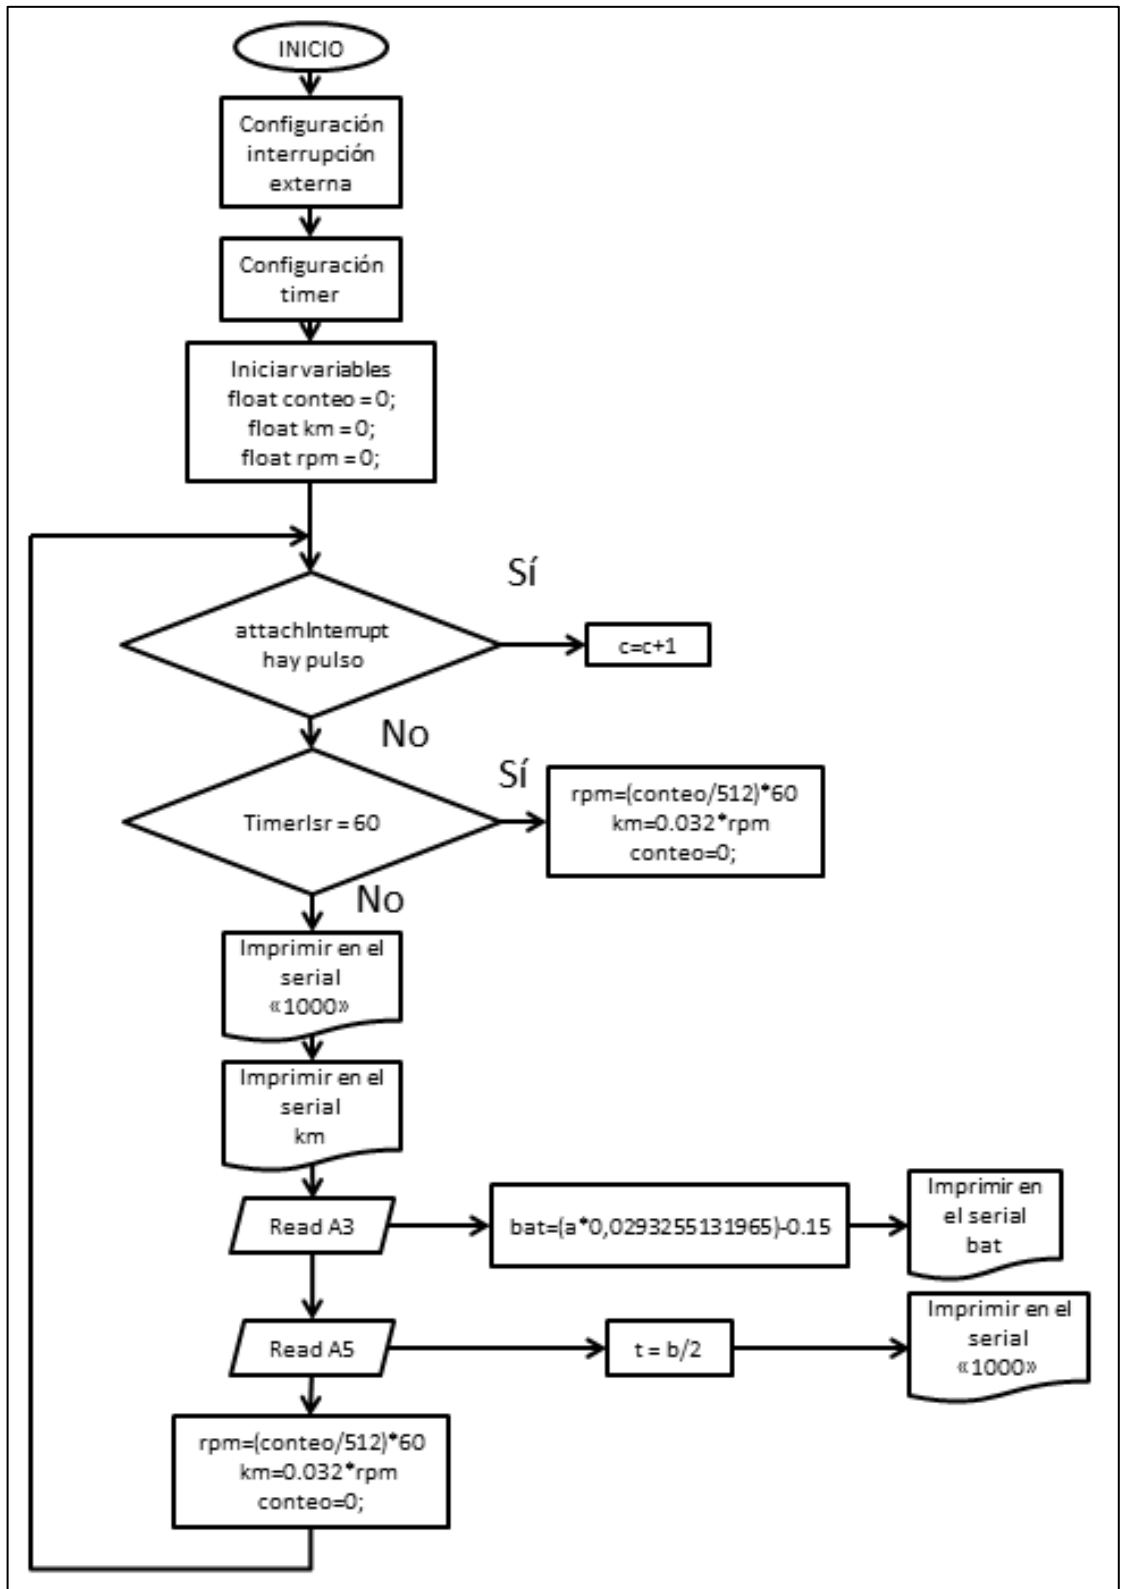 INICIO
Configuración
interrupción
externa
Configuración
timer
Iniciar variables
float conteo = 0;
float km = 0;
float rpm = 0;
Sí
attachInterrupt
hay pulso
c=c+1
No
Sí
TimerIsr = 60
rpm=(conteo/512)*60
km=0.032*rpm
conteo=0;
No
Imprimir en el
serial
«1000»
Imprimir en el
serial
km
Read A3
bat=(a*0,0293255131965)-0.15
Imprimir en
el serial
bat
Read A5
t = b/2
Imprimir en el
serial
«1000»
rpm=(conteo/512)*60
km=0.032*rpm
conteo=0;